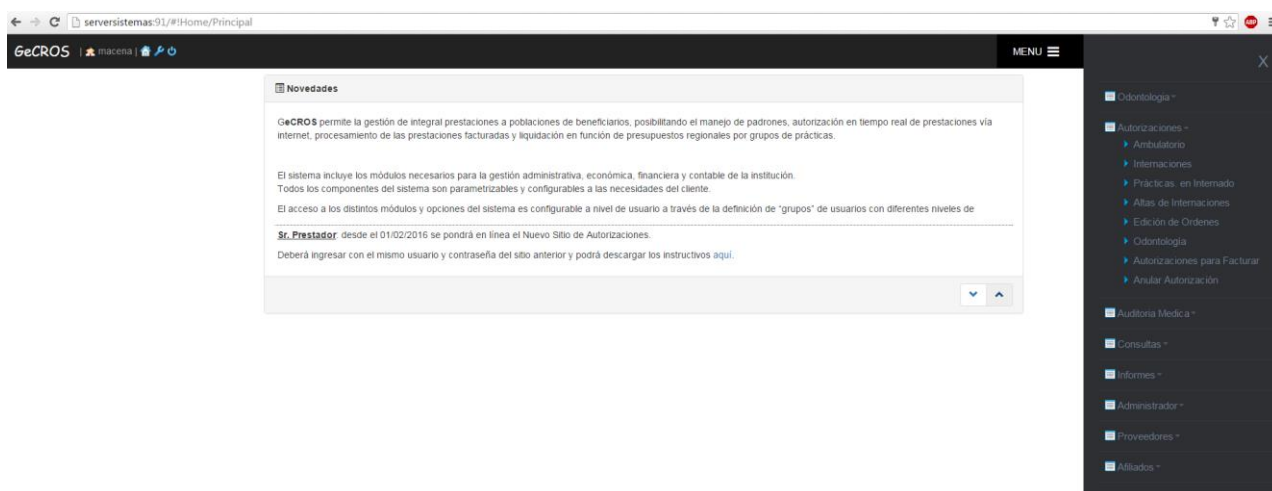 serversistemas:91/#!Home/Principal
ABP
GeCROS | macena |
MENU
X
Novedades
GeCROS permite la gestión de integral prestaciones a poblaciones de beneficiarios, posibilitando el manejo de padrones, autorización en tiempo real de prestaciones vía
internet, procesamiento de las prestaciones facturadas y liquidación en función de presupuestos regionales por grupos de prácticas.
El sistema incluye los módulos necesarios para la gestión administrativa, económica, financiera y contable de la institución.
Todos los componentes del sistema son parametrizables y configurables a las necesidades del cliente.
El acceso a los distintos módulos y opciones del sistema es configurable a nivel de usuario a través de la definición de "grupos" de usuarios con diferentes niveles de
Sr. Prestador: desde el 01/02/2016 se pondrá en línea el Nuevo Sitio de Autorizaciones.
Deberá ingresar con el mismo usuario y contraseña del sitio anterior y podrá descargar los instructivos aquí.
Odontologia
Autorizaciones
Ambulatorio
Internaciones
Prácticas. en Internado
Altas de Internaciones
Edición de Ordenes
Odontología
Autorizaciones para Facturar
Anular Autorización
Auditoria Medica
Consultas
Informes
Administrador
Proveedores
Afiliados